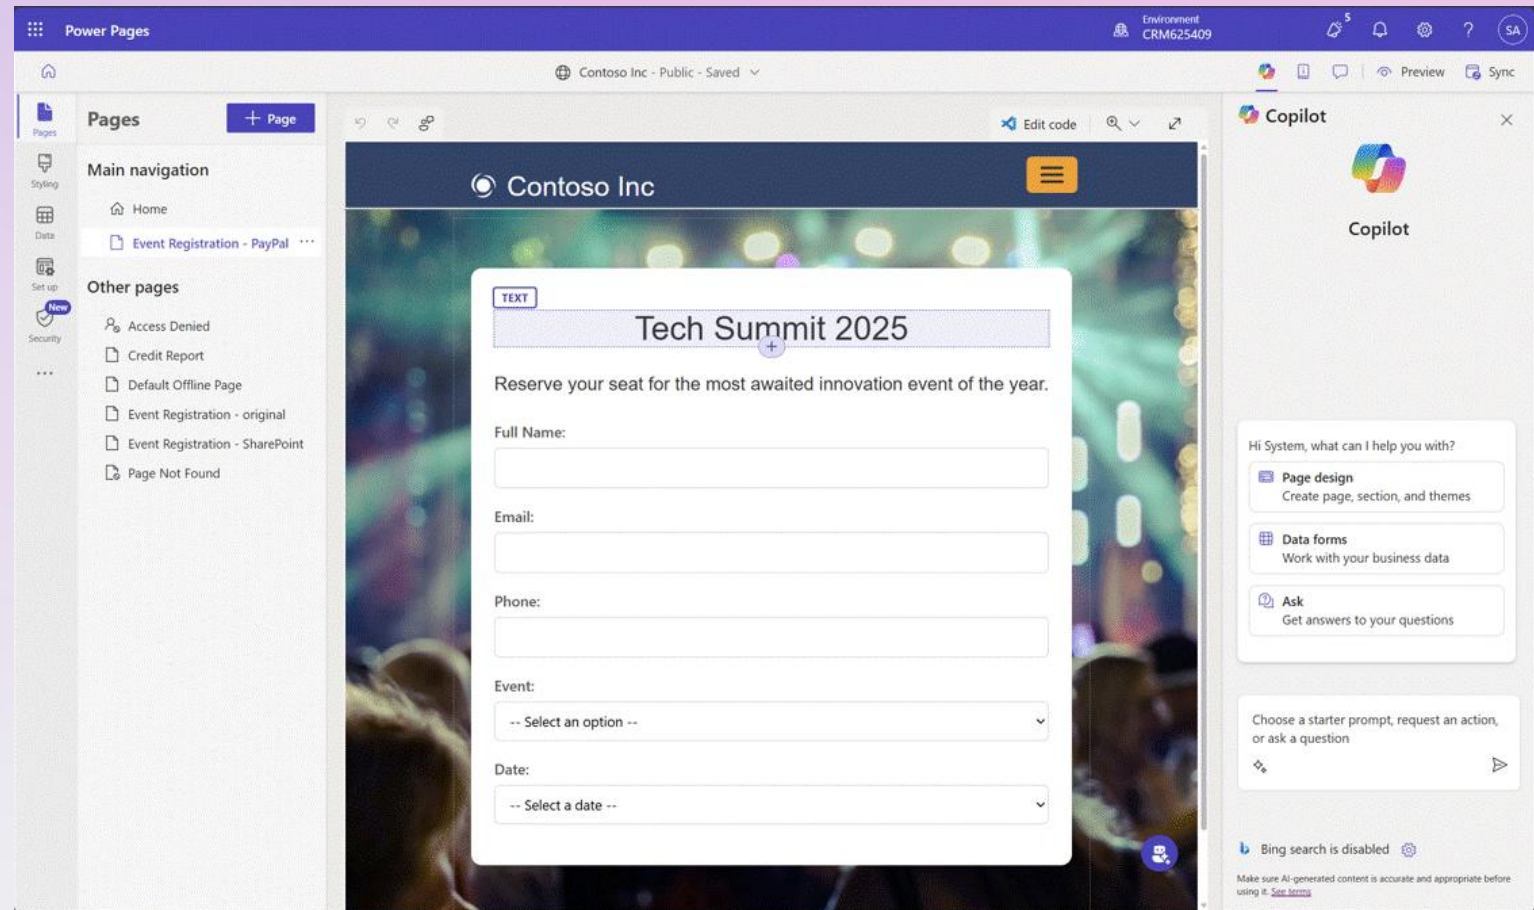 Power Pages
Environment
CRM625409
5
?
SA
Contoso Inc - Public - Saved
Preview
Sync
Pages
Styling
Data
Set up
New
Security
Pages
+ Page
Main navigation
Home
Event Registration - PayPal
Other pages
Access Denied
Credit Report
Default Offline Page
Event Registration - original
Event Registration - SharePoint
Page Not Found
Edit code
Contoso Inc
TEXT
Tech Summit 2025
Reserve your seat for the most awaited innovation event of the year.
Full Name:
Email:
Phone:
Event:
-- Select an option --
Date:
-- Select a date --
Copilot
Copilot
Hi System, what can I help you with?
Page design
Create page, section, and themes
Data forms
Work with your business data
Ask
Get answers to your questions
Choose a starter prompt, request an action,
or ask a question
Bing search is disabled
Make sure AI-generated content is accurate and appropriate before
using it. See terms